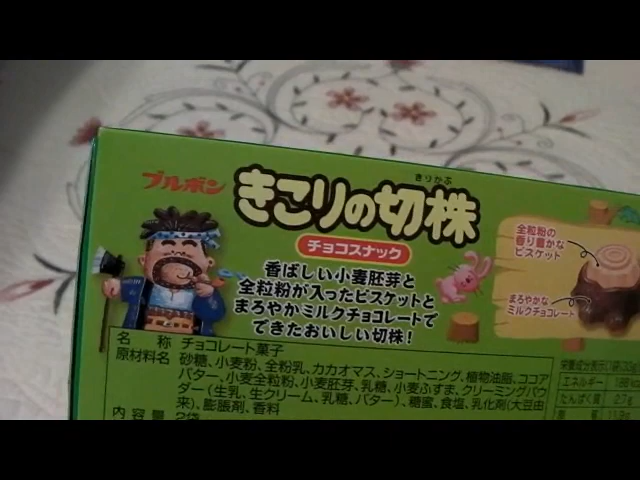 ブルボン
きりかぶ
きこりの切株
チョコスナック
香ばしい小麦胚芽と
全粒粉が入ったビスケットと
まろやかミルクチョコレートで
できたおいしい切株!
全粒粉の
香り豊かな
ビスケット
まろやかな
ミルクチョコレート
名 称 チョコレート菓子
原材料名 砂糖、小麦粉、全粉乳、カカオマス、ショートニング、植物油脂、ココア
バター、小麦全粒粉、小麦胚芽、乳糖、小麦ふすま、クリーミングパウ
ダー(生乳、生クリーム、乳糖、バター)、糖蜜、食塩、乳化剤(大豆由
来)、膨脹剤、香料
内 容 量 2袋
栄養成分表示
エネルギー
たんぱく質 2.7g